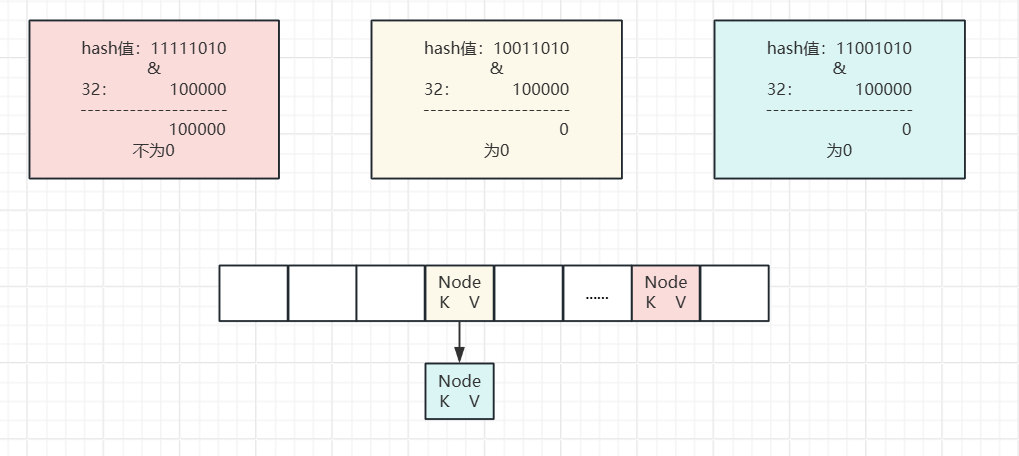 hash值：11111010
&
32： 100000
---------------------
100000
不为0
hash值：10011010
&
32： 100000
---------------------
0
为0
hash值：11001010
&
32： 100000
---------------------
0
为0
Node
K V
......
Node
K V
Node
K V